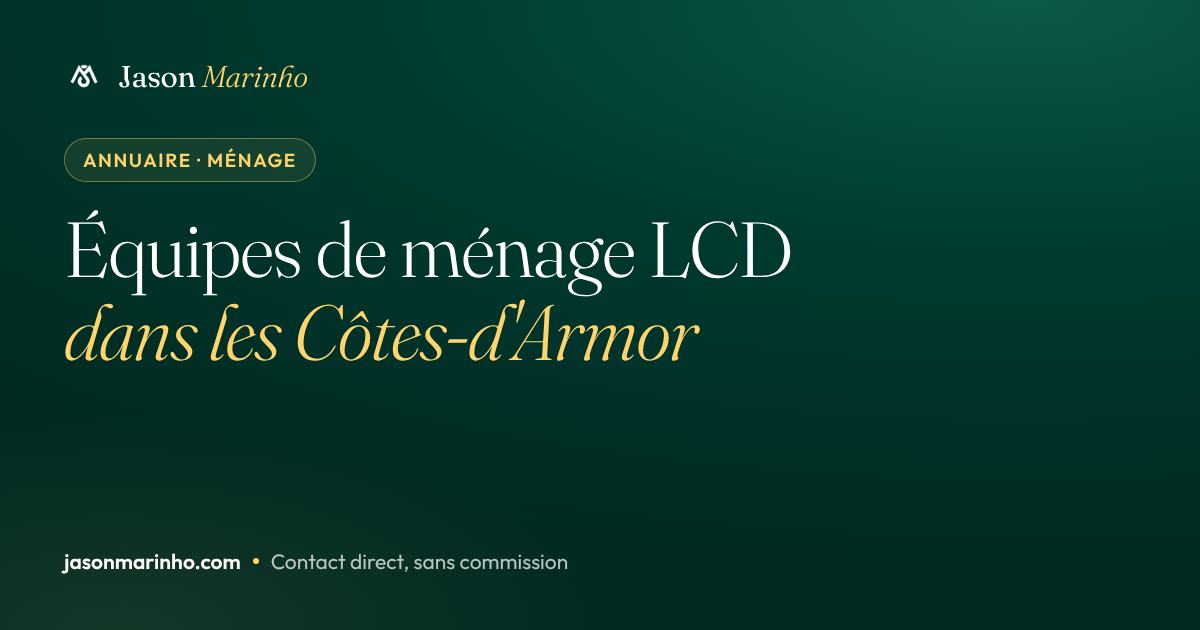 Jason Marinho
ANNUAIRE · MÉNAGE
Équipes de ménage LCD
dans les Côtes-d'Armor
jasonmarinho.com • Contact direct, sans commission